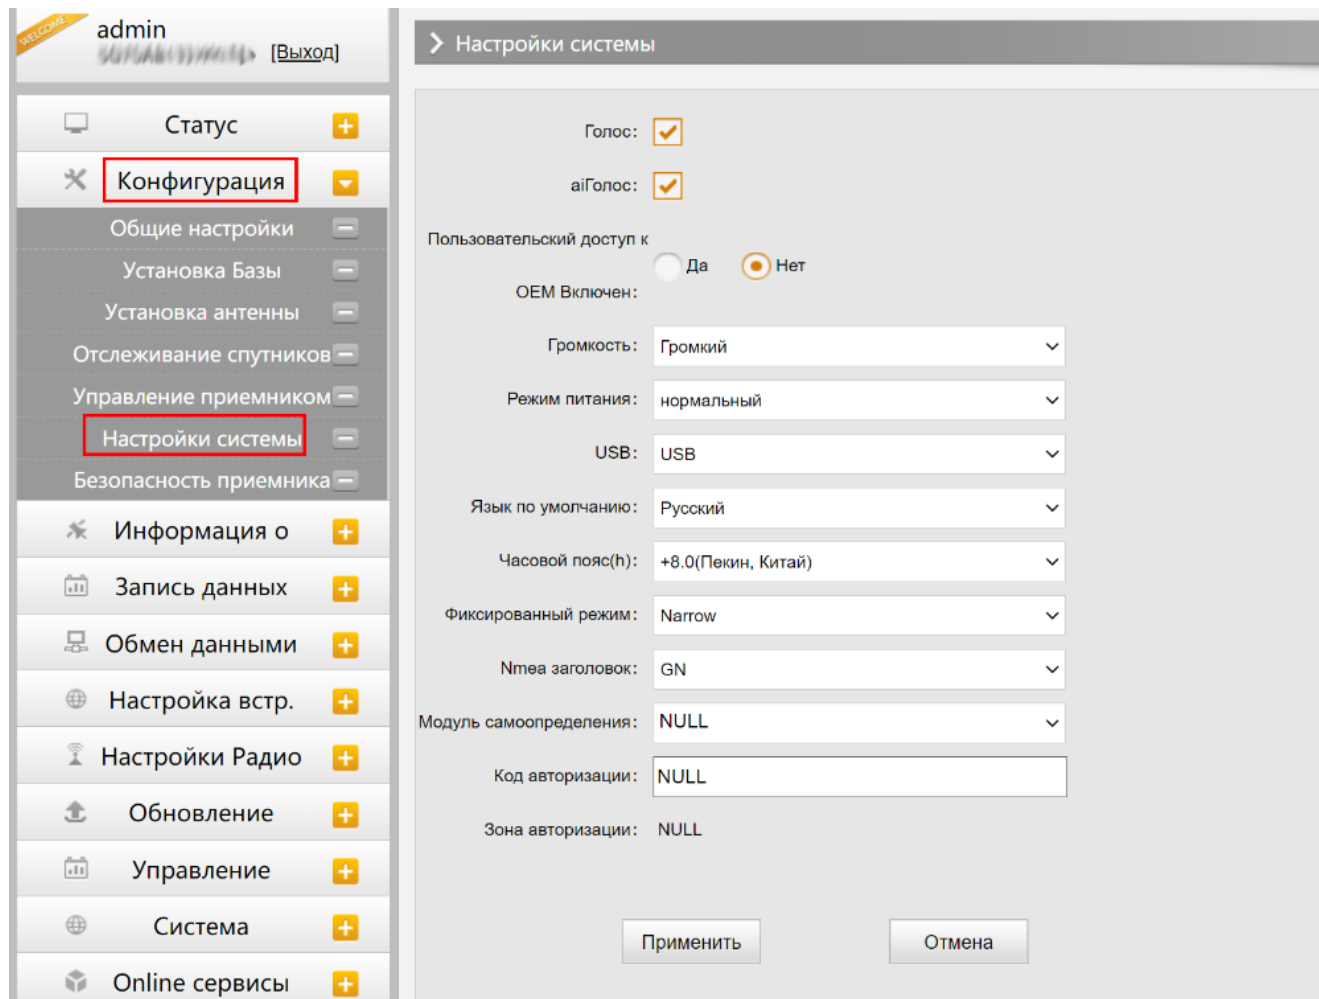 WELCOME
admin
[Выход]
Статус
Конфигурация
Общие настройки
Установка Базы
Установка антенны
Отслеживание спутников
Управление приемником
Настройки системы
Безопасность приемника
Информация о
Запись данных
Обмен данными
Настройка встр.
Настройки Радио
Обновление
Управление
Система
Online сервисы
Настройки системы
Голос:
aiГолос:
Пользовательский доступ к
Да Нет
OEM Включен:
Громкость: Громкий
Режим питания: нормальный
USB: USB
Язык по умолчанию: Русский
Часовой пояс(h): +8.0(Пекин, Китай)
Фиксированный режим: Narrow
Nmea заголовок: GN
Модуль самоопределения: NULL
Код авторизации: NULL
Зона авторизации: NULL
Применить Отмена